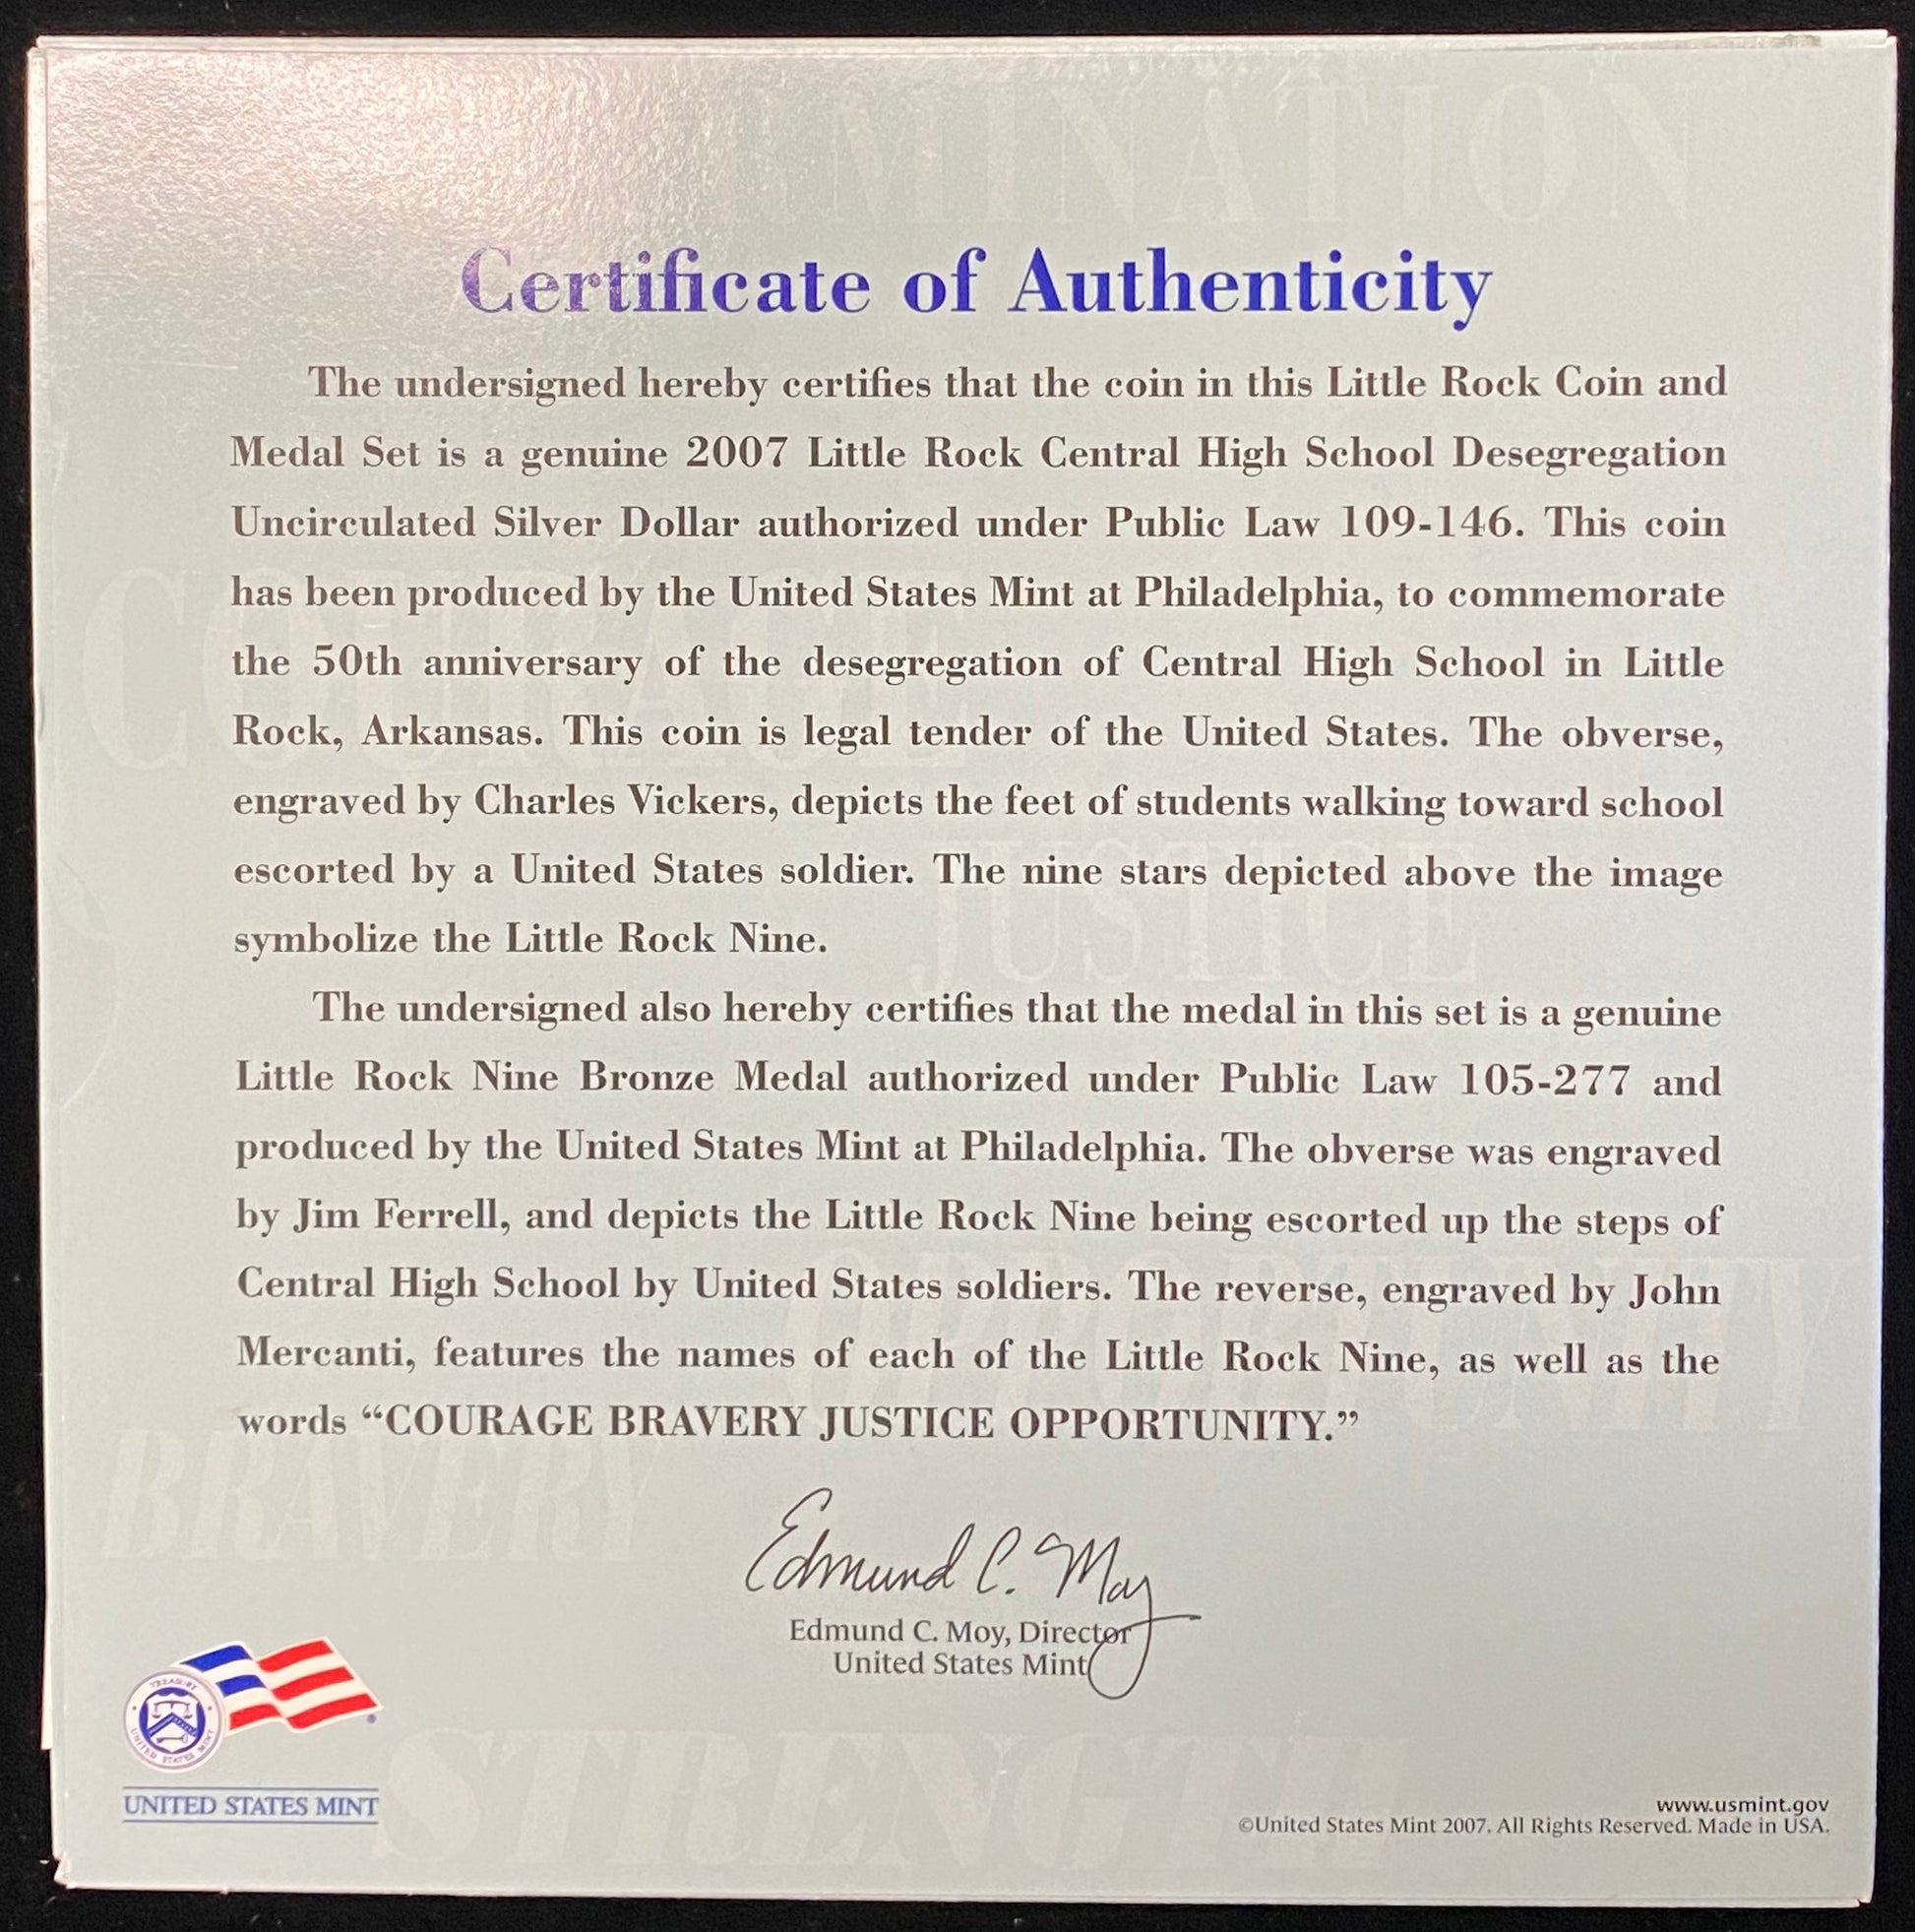 MINATION
Certificate of Authenticity
The undersigned hereby certifies that the coin in this Little Rock Coin and
Medal Set is a genuine 2007 Little Rock Central High School Desegregation
Uncirculated Silver Dollar authorized under Public Law 109-146. This coin
has been produced by the United States Mint at Philadelphia, to commemorate
the 50th anniversary of the desegregation of Central High School in Little
Rock, Arkansas. This coin is legal tender of the United States. The obverse,
engraved by Charles Vickers, depicts the feet of students walking toward school
escorted by a United States soldier. The nine stars depicted above the image
symbolize the Little Rock Nine.
The undersigned also hereby certifies that the medal in this set is a genuine
Little Rock Nine Bronze Medal authorized under Public Law 105-277 and
produced by the United States Mint at Philadelphia. The obverse was engraved
by Jim Ferrell, and depicts the Little Rock Nine being escorted up the steps of
Central High School by United States soldiers. The reverse, engraved by John
Mercanti, features the names of each of the Little Rock Nine, as well as the
words “COURAGE BRAVERY JUSTICE OPPORTUNITY.”
COURAGE
JUSTICE
OPPORTUNITY
BRAVERY
STRENGTH
Edmund C. Moy
Edmund C. Moy, Director
United States Mint
TREASURY
UNITED STATES MINT
UNITED STATES MINT
www.usmint.gov
©United States Mint 2007. All Rights Reserved. Made in USA.